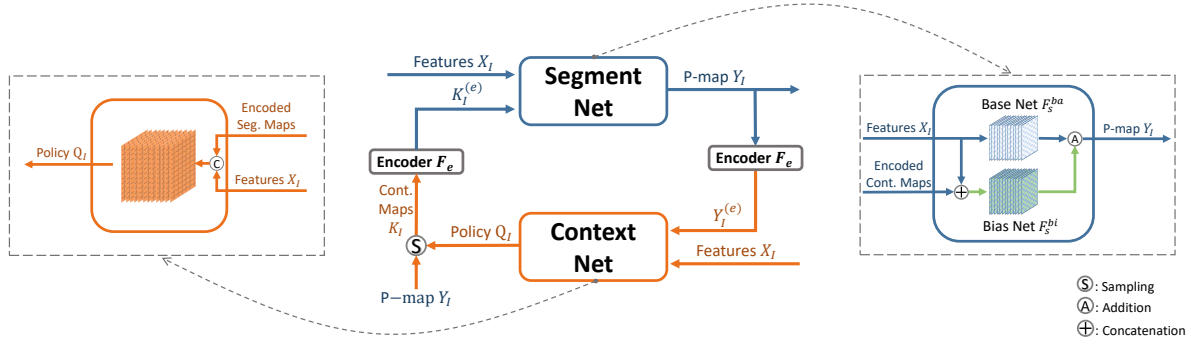 Encoded
Seg. Maps
Policy Q_I
C
Features X_I
Features X_I
K_I^(e)
Segment
Net
P-map Y_I
Encoder F_e
Encoder F_e
Cont.
Maps
K_I
S
Policy Q_I
Context
Net
Y_I^(e)
Features X_I
P−map Y_I
Base Net F_s^ba
Features X_I
A
P-map Y_I
Encoded
Cont. Maps
Bias Net F_s^bi
S: Sampling
A: Addition
+: Concatenation